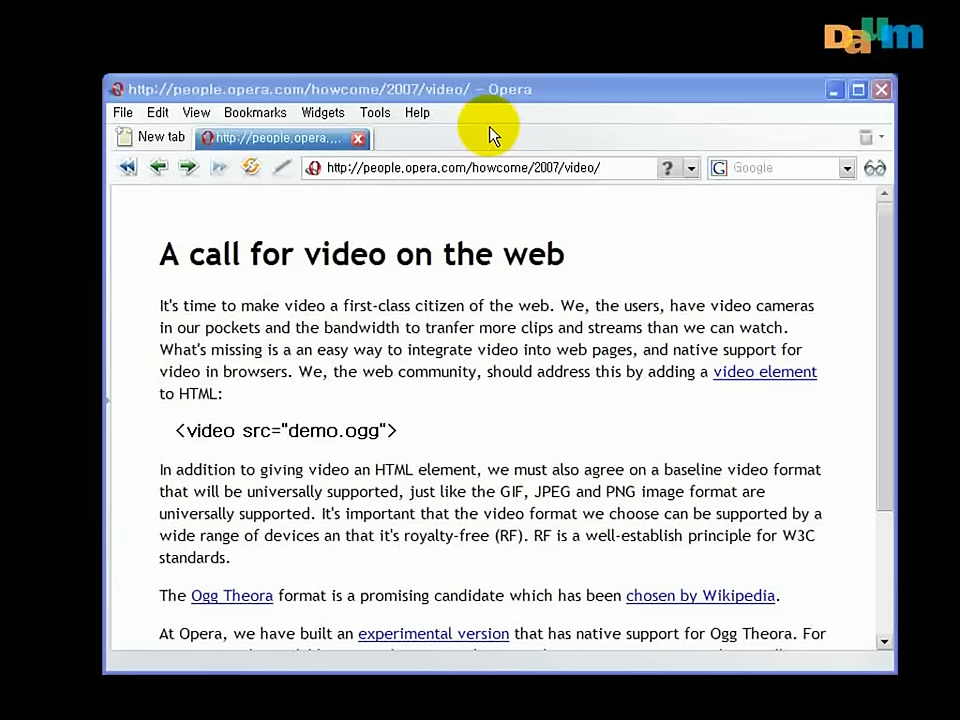 Daum
http://people.opera.com/howcome/2007/video/ - Opera
File Edit View Bookmarks Widgets Tools Help
New tab http://people.opera....
http://people.opera.com/howcome/2007/video/ ? G Google
A call for video on the web
It's time to make video a first-class citizen of the web. We, the users, have video cameras
in our pockets and the bandwidth to tranfer more clips and streams than we can watch.
What's missing is a an easy way to integrate video into web pages, and native support for
video in browsers. We, the web community, should address this by adding a video element
to HTML:
<video src="demo.ogg">
In addition to giving video an HTML element, we must also agree on a baseline video format
that will be universally supported, just like the GIF, JPEG and PNG image format are
universally supported. It's important that the video format we choose can be supported by a
wide range of devices an that it's royalty-free (RF). RF is a well-establish principle for W3C
standards.
The Ogg Theora format is a promising candidate which has been chosen by Wikipedia.
At Opera, we have built an experimental version that has native support for Ogg Theora. For